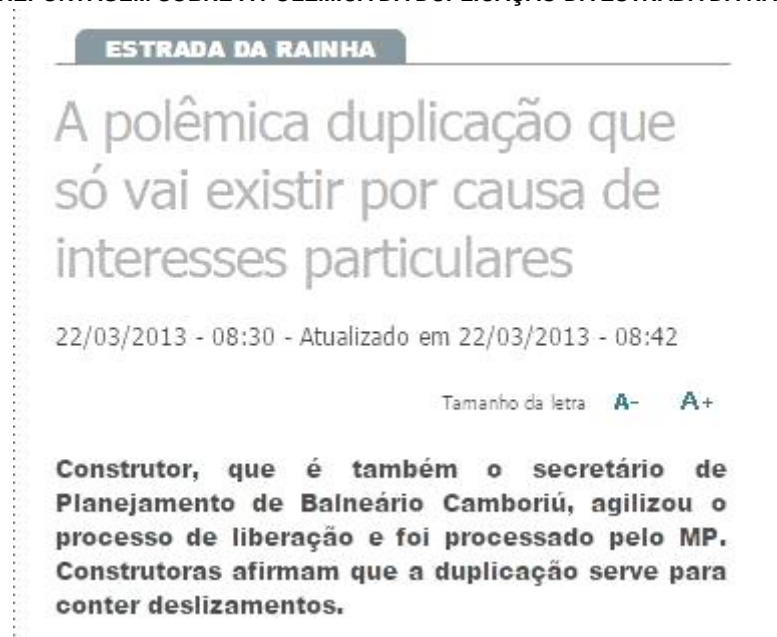 ESTRADA DA RAINHA
A polêmica duplicação que
só vai existir por causa de
interesses particulares
22/03/2013 - 08:30 - Atualizado em 22/03/2013 - 08:42
Tamanho da letra A- A+
Construtor, que é também o secretário de
Planejamento de Balneário Camboriú, agilizou o
processo de liberação e foi processado pelo MP.
Construtoras afirmam que a duplicação serve para
conter deslizamentos.